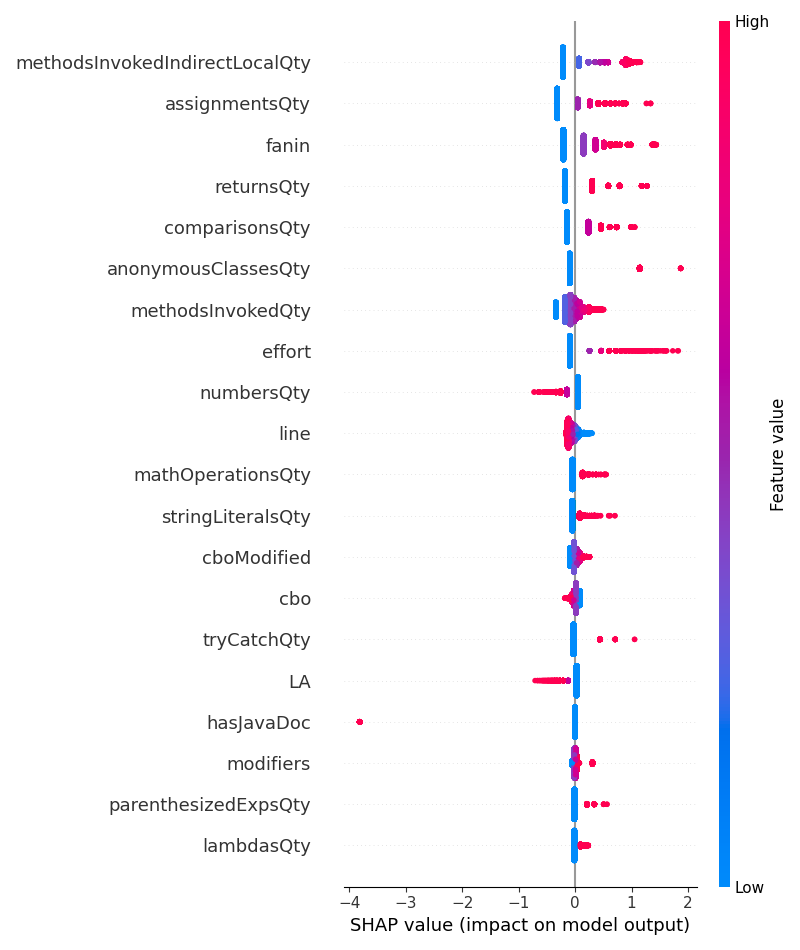 High
methodsInvokedIndirectLocalQty
assignmentsQty
fanin
returnsQty
comparisonsQty
anonymousClassesQty
methodsInvokedQty
effort
numbersQty
line
mathOperationsQty
stringLiteralsQty
cboModified
cbo
tryCatchQty
LA
hasJavaDoc
modifiers
parenthesizedExpsQty
lambdasQty
Feature value
Low
−4 −3 −2 −1 0 1 2
SHAP value (impact on model output)